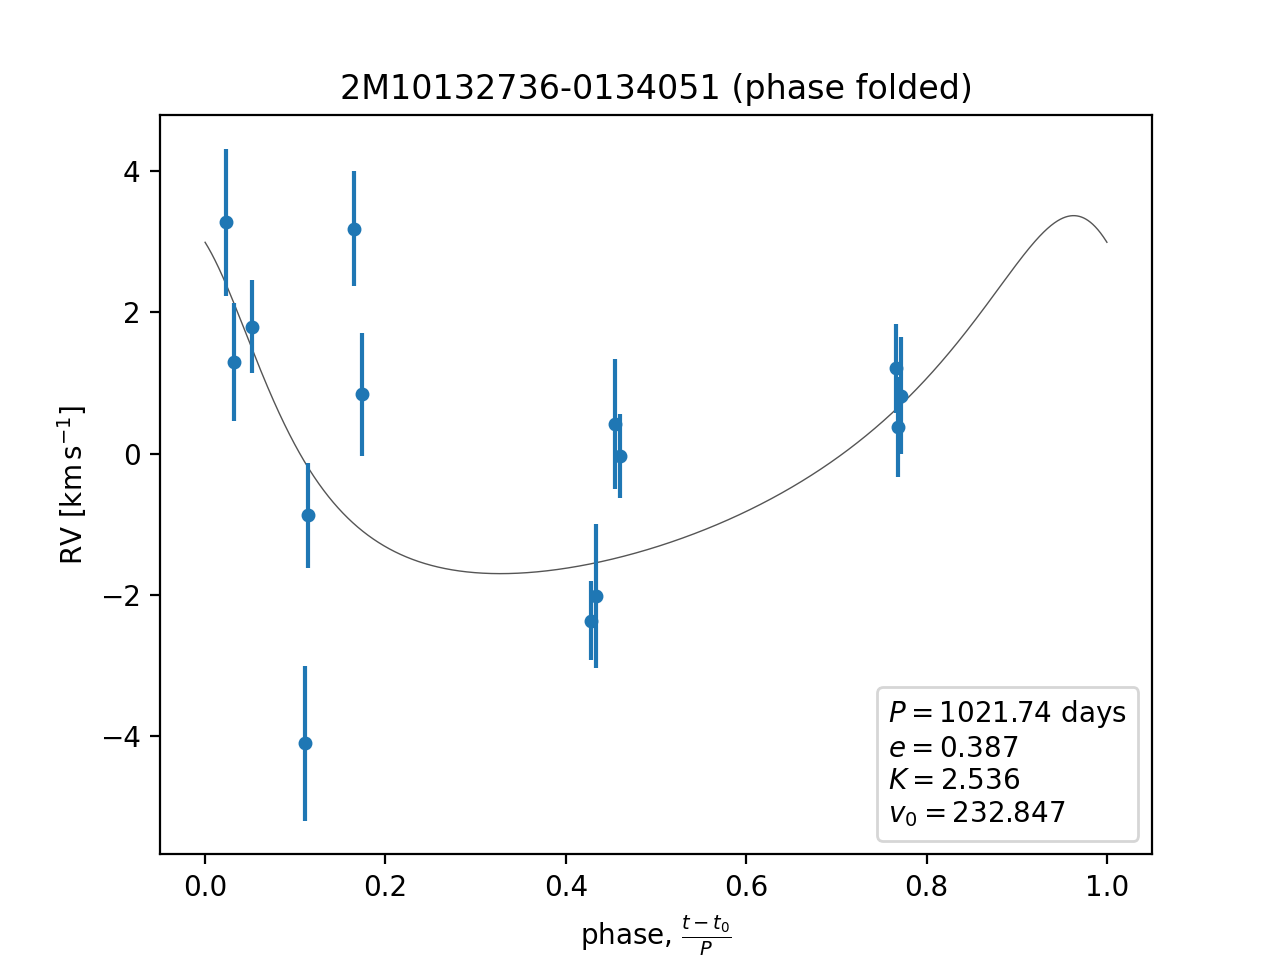 2M10132736-0134051 (phase folded)
RV [km s⁻¹]
4
2
0
−2
−4
P = 1021.74 days
e = 0.387
K = 2.536
v₀ = 232.847
0.0 0.2 0.4 0.6 0.8 1.0
phase, (t − t₀)/P